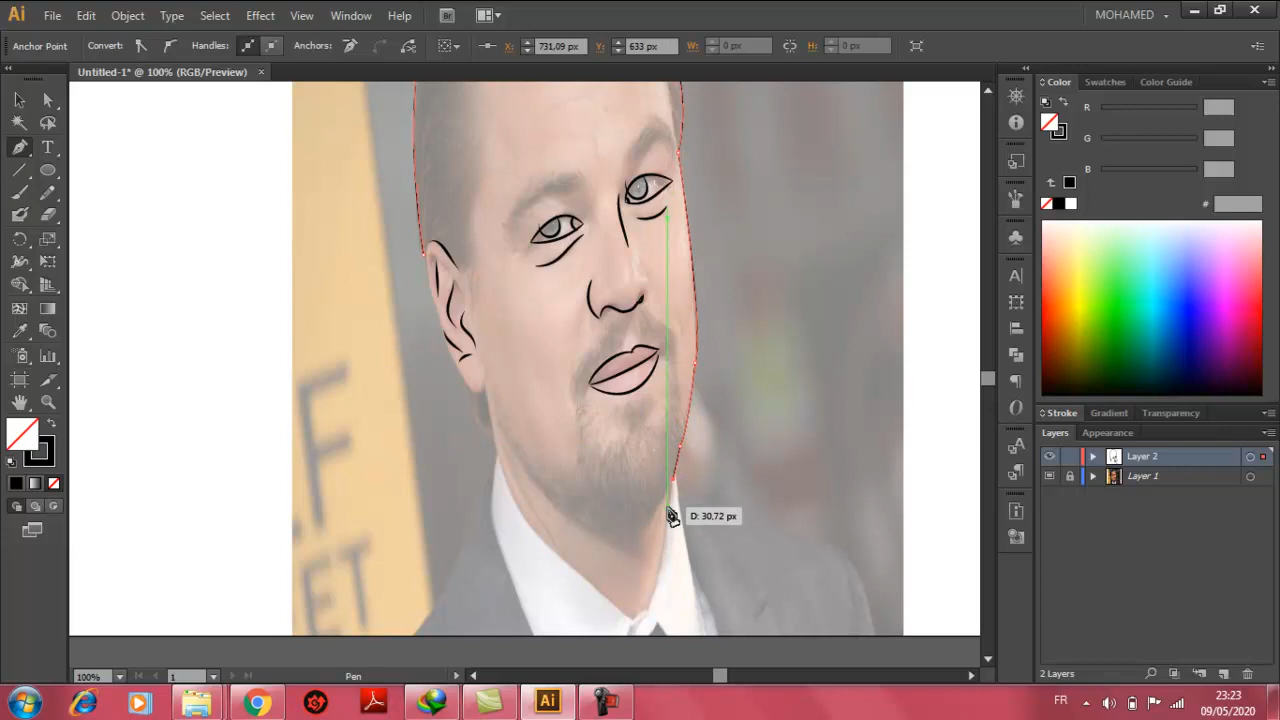 Ai File Edit Object Type Select Effect View Window Help Br MOHAMED
Anchor Point Convert: Handles: Anchors: X: 731,09 px Y: 633 px W: 0 px H: 0 px
Untitled-1* @ 100% (RGB/Preview)
Color Swatches Color Guide
R
G
B
#
F
ET
D: 30,72 px
Stroke Gradient Transparency
Layers Appearance
Layer 2
Layer 1
2 Layers
100% 1 Pen
Ai FR 23:23
09/05/2020